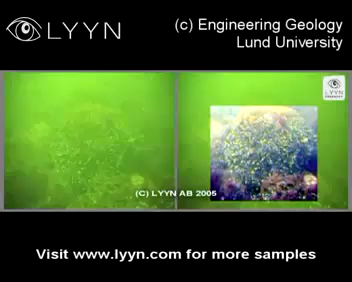 LYYN
(c) Engineering Geology
Lund University
LYYN
(C) LYYN AB 2005
Visit www.lyyn.com for more samples